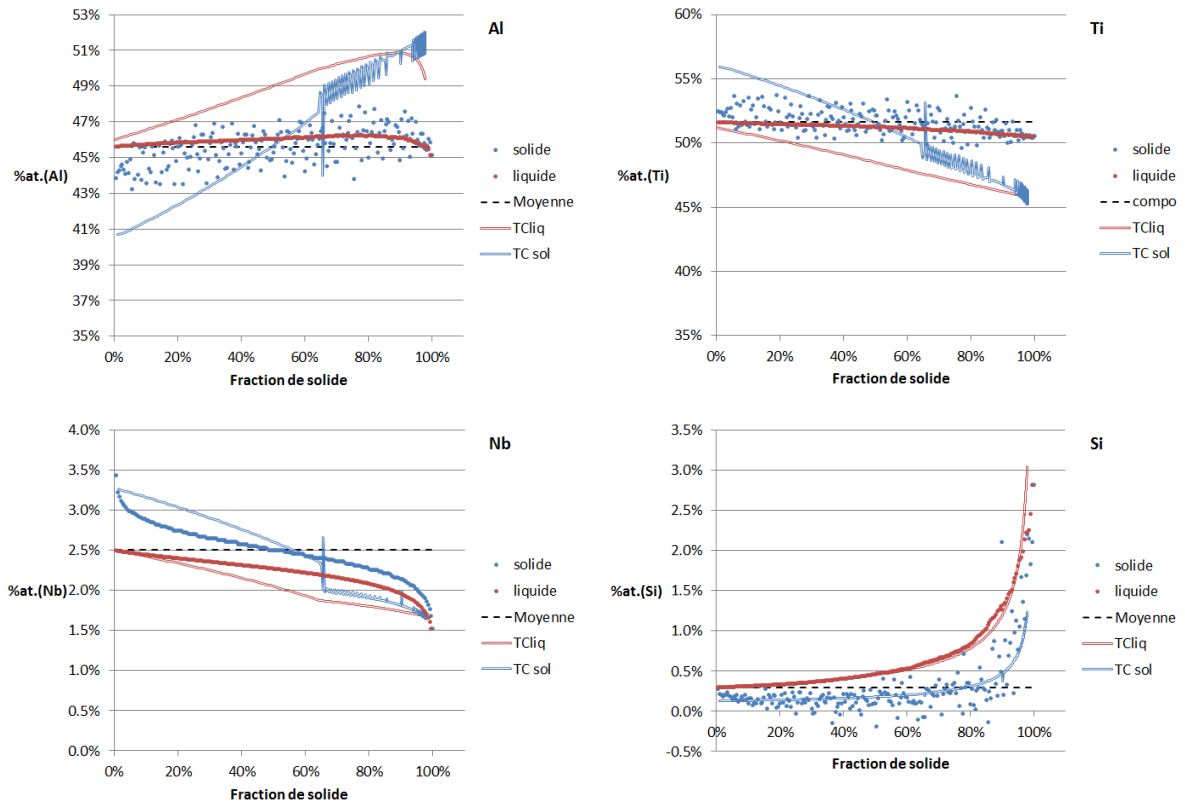 Al
53%
51%
49%
47%
45%
43%
41%
39%
37%
35%
%at.(Al)
0%
20%
40%
60%
80%
100%
Fraction de solide
solide
liquide
Moyenne
TCliq
TC sol
Ti
60%
55%
50%
45%
40%
35%
%at.(Ti)
0%
20%
40%
60%
80%
100%
Fraction de solide
solide
liquide
compo
TCliq
TC sol
Nb
4.0%
3.5%
3.0%
2.5%
2.0%
1.5%
1.0%
0.5%
0.0%
%at.(Nb)
0%
20%
40%
60%
80%
100%
Fraction de solide
solide
liquide
Moyenne
TCliq
TC sol
Si
3.5%
3.0%
2.5%
2.0%
1.5%
1.0%
0.5%
0.0%
-0.5%
%at.(Si)
0%
20%
40%
60%
80%
100%
Fraction de solide
solide
liquide
Moyenne
TCliq
TC sol